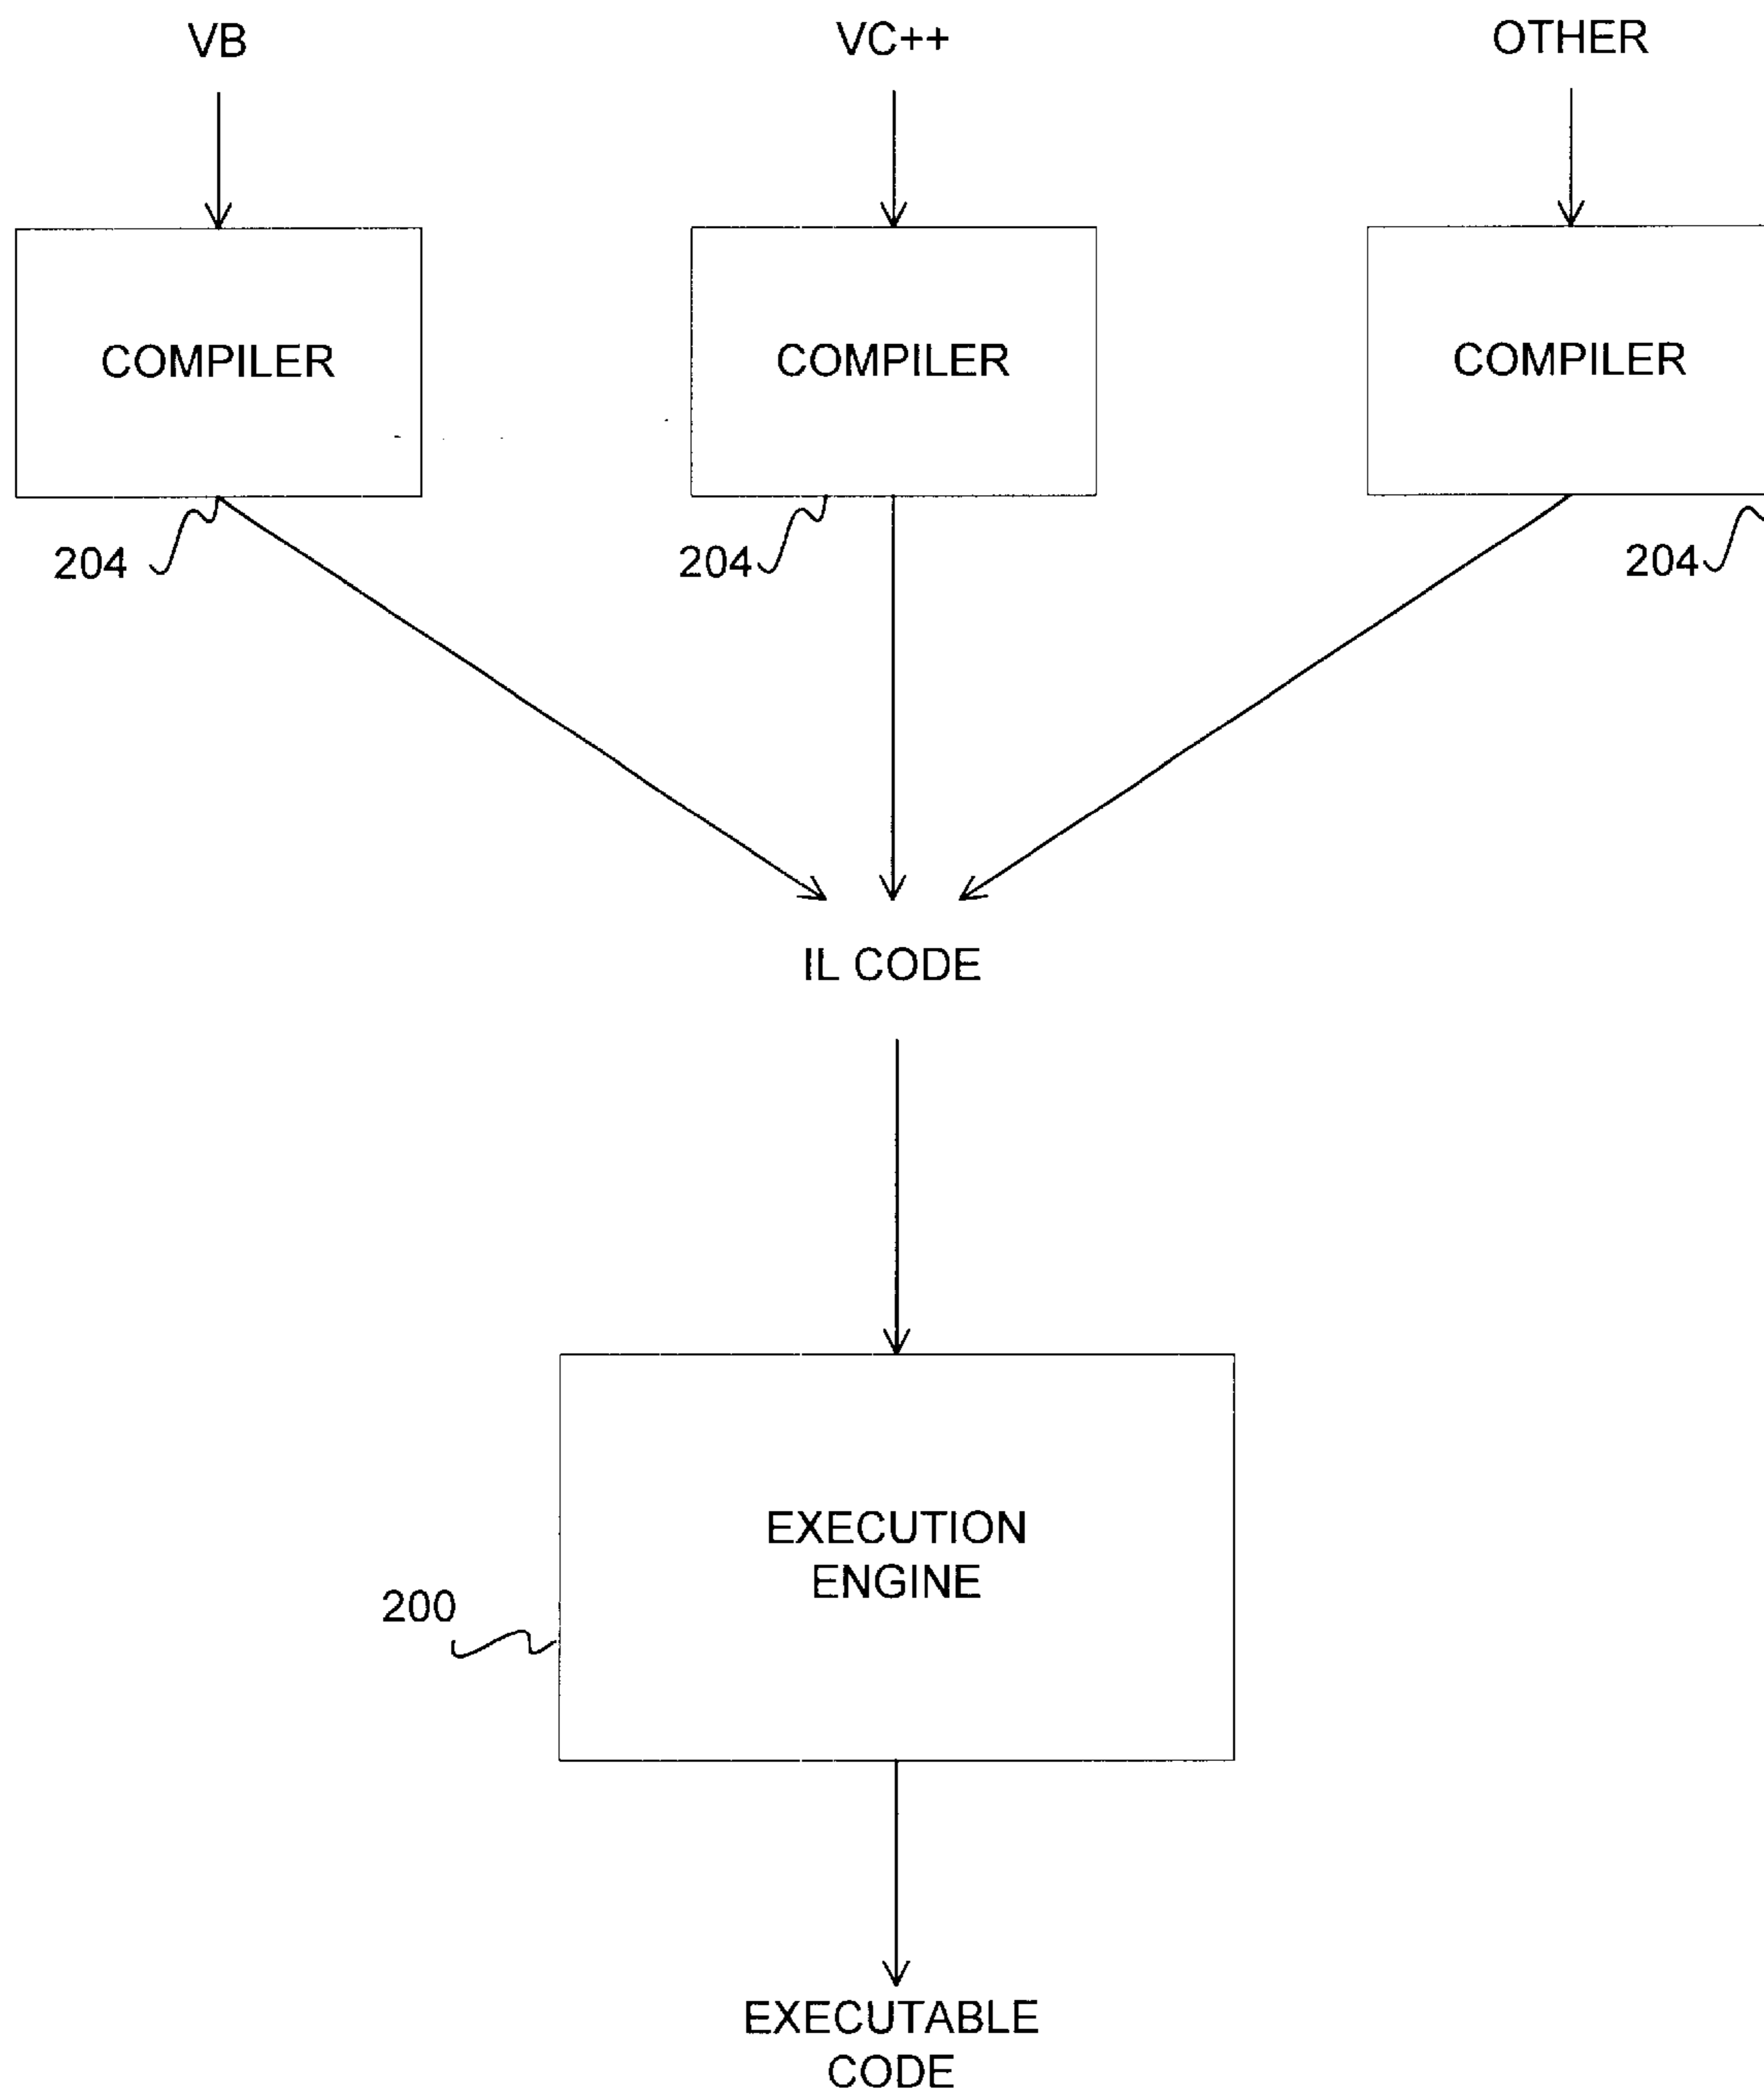 VB
VC++
OTHER
COMPILER
COMPILER
COMPILER
204
204
204
IL CODE
EXECUTION
ENGINE
200
EXECUTABLE
CODE